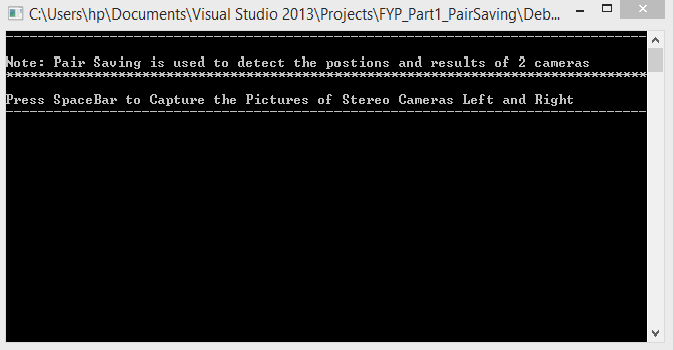 C:\Users\hp\Documents\Visual Studio 2013\Projects\FYP_Part1_PairSaving\Deb...
--------------------------------------------------------------------------------
Note: Pair Saving is used to detect the postions and results of 2 cameras
********************************************************************************
Press SpaceBar to Capture the Pictures of Stereo Cameras Left and Right
--------------------------------------------------------------------------------